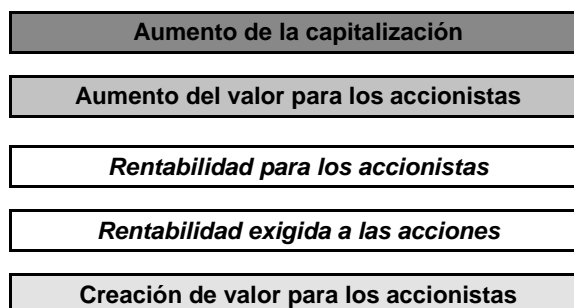 Aumento de la capitalización
Aumento del valor para los accionistas
Rentabilidad para los accionistas
Rentabilidad exigida a las acciones
Creación de valor para los accionistas